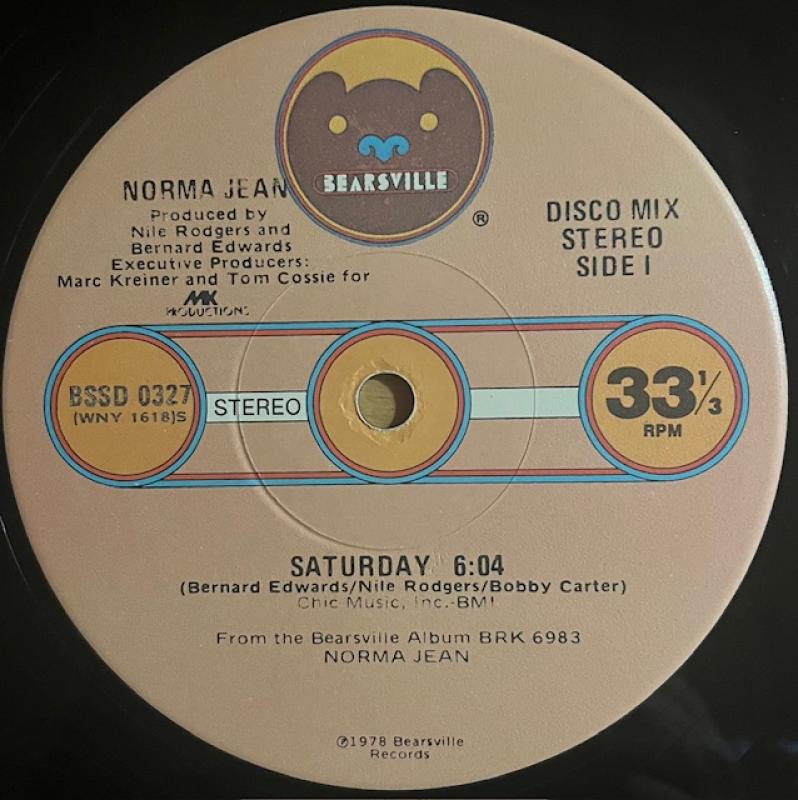 BEARSVILLE
®
NORMA JEAN
Produced by
Nile Rodgers and
Bernard Edwards
Executive Producers:
Marc Kreiner and Tom Cossie for
MK
PRODUCTIONS
DISCO MIX
STEREO
SIDE I
BSSD 0327
(WNY 1618)S
STEREO
33 1/3
RPM
SATURDAY 6:04
(Bernard Edwards/Nile Rodgers/Bobby Carter)
Chic Music, Inc.-BMI
From the Bearsville Album BRK 6983
NORMA JEAN
℗1978 Bearsville
Records